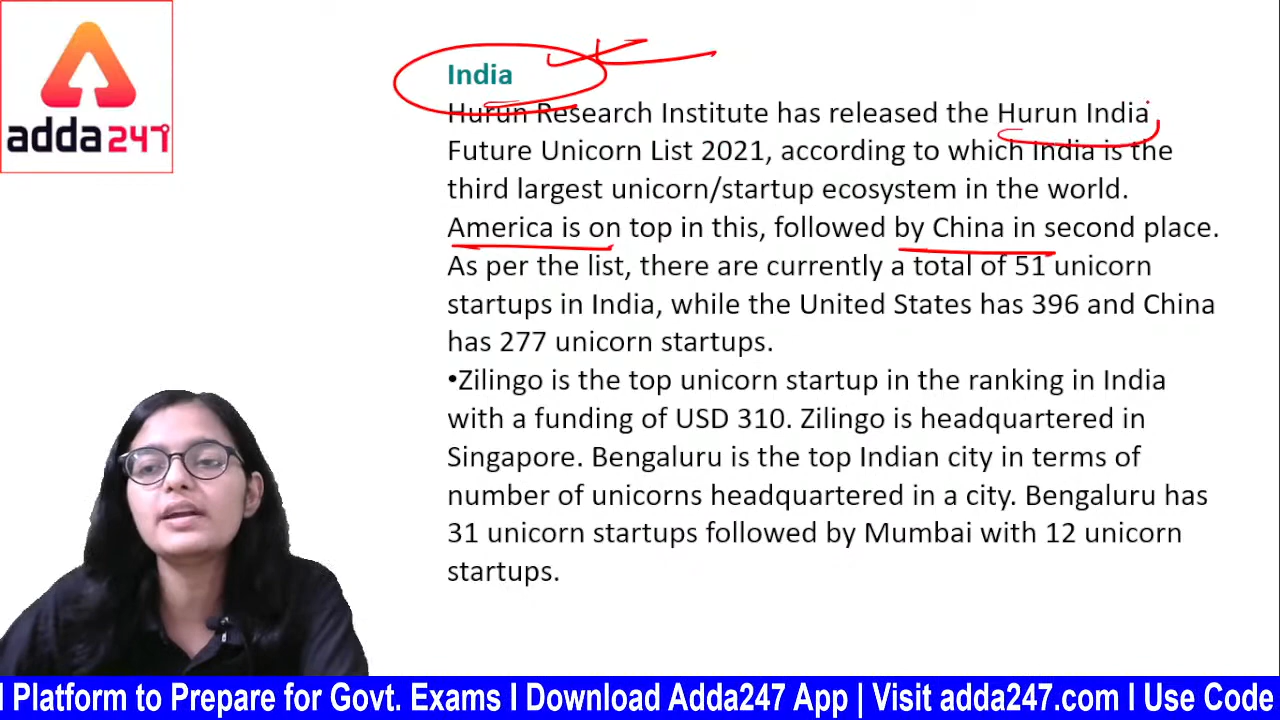 adda247
India
Hurun Research Institute has released the Hurun India
Future Unicorn List 2021, according to which India is the
third largest unicorn/startup ecosystem in the world.
America is on top in this, followed by China in second place.
As per the list, there are currently a total of 51 unicorn
startups in India, while the United States has 396 and China
has 277 unicorn startups.
•Zilingo is the top unicorn startup in the ranking in India
with a funding of USD 310. Zilingo is headquartered in
Singapore. Bengaluru is the top Indian city in terms of
number of unicorns headquartered in a city. Bengaluru has
31 unicorn startups followed by Mumbai with 12 unicorn
startups.
l Platform to Prepare for Govt. Exams I Download Adda247 App | Visit adda247.com I Use Code